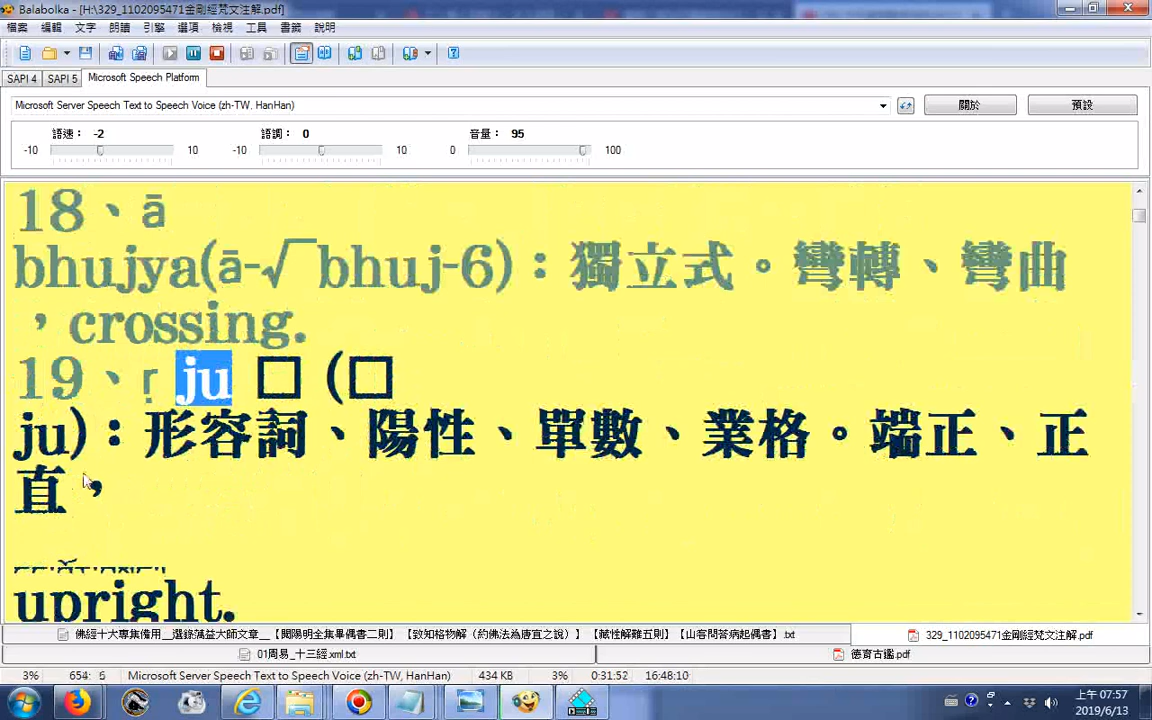 Balabolka - [H:\329_1102095471金剛經梵文注解.pdf]
檔案 編輯 文字 朗讀 引擎 選項 檢視 工具 書籤 說明
SAPI 4 SAPI 5 Microsoft Speech Platform
Microsoft Server Speech Text to Speech Voice (zh-TW, HanHan) 關於 預設
語速： -2 語調： 0 音量： 95
-10 10 -10 10 0 100
18、ā
bhujya(ā-√bhuj-6)：獨立式。彎轉、彎曲
，crossing.
19、ṛ ju □ (□
ju)：形容詞、陽性、單數、業格。端正、正
直，
upright.
329_1102095471金剛經梵文注解.pdf
01周易_十三經.xml.txt 德育古鑑.pdf
3% 654: 6 Microsoft Server Speech Text to Speech Voice (zh-TW, HanHan) 434 KB 3% 0:31:52 16:48:10
上午 07:57
2019/6/13